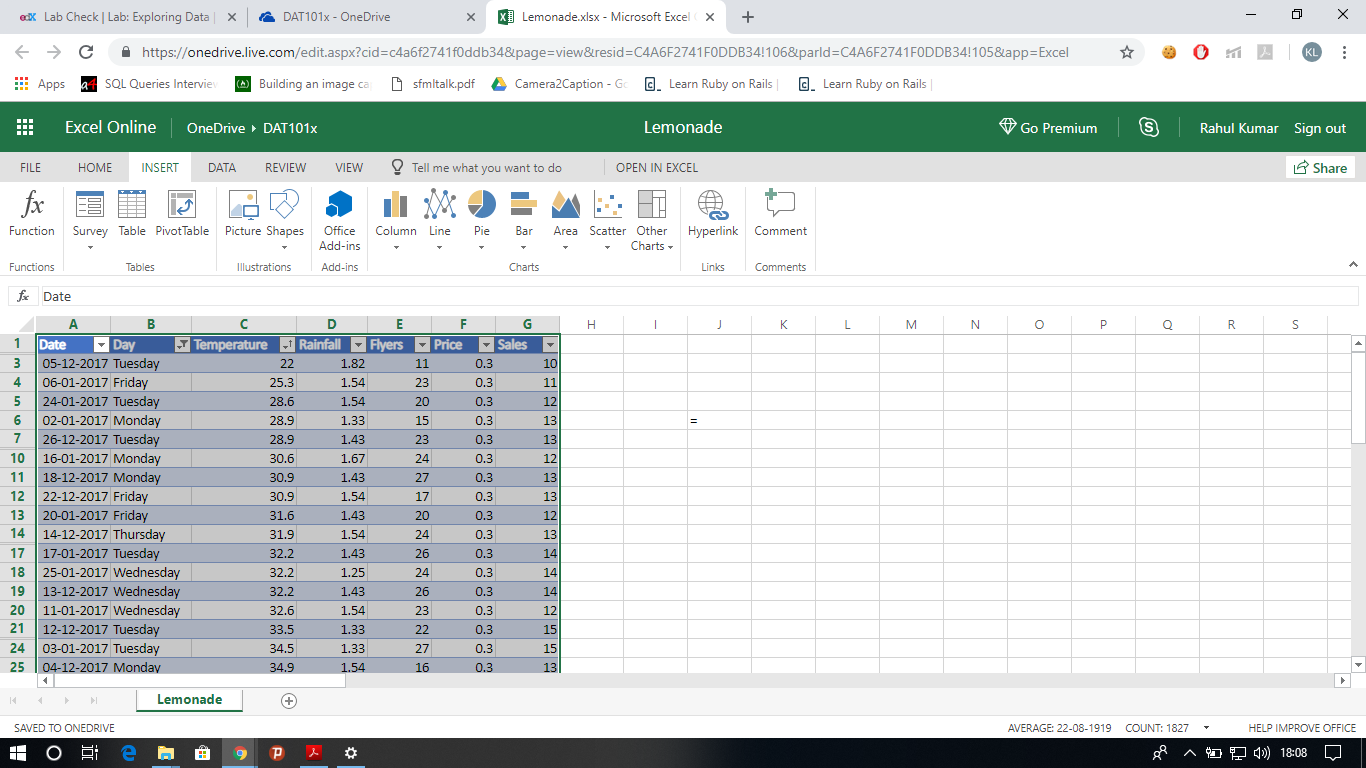 Lab Check | Lab: Exploring Data |
DAT101x - OneDrive
Lemonade.xlsx - Microsoft Excel
https://onedrive.live.com/edit.aspx?cid=c4a6f2741f0ddb34&page=view&resid=C4A6F2741F0DDB34!106&parId=C4A6F2741F0DDB34!105&app=Excel
KL
Apps
SQL Queries Interview
Building an image ca
sfmltalk.pdf
Camera2Caption - Go
Learn Ruby on Rails |
Learn Ruby on Rails |
Excel Online
OneDrive ▸ DAT101x
Lemonade
Go Premium
Rahul Kumar
Sign out
FILE HOME INSERT DATA REVIEW VIEW Tell me what you want to do OPEN IN EXCEL Share
Function Survey Table PivotTable Picture Shapes Office Add-ins Column Line Pie Bar Area Scatter Other Charts Hyperlink Comment
Functions Tables Illustrations Add-ins Charts Links Comments
fx Date
A B C D E F G H I J K L M N O P Q R S
1 Date Day Temperature Rainfall Flyers Price Sales
3 05-12-2017 Tuesday 22 1.82 11 0.3 10
4 06-01-2017 Friday 25.3 1.54 23 0.3 11
5 24-01-2017 Tuesday 28.6 1.54 20 0.3 12
6 02-01-2017 Monday 28.9 1.33 15 0.3 13 =
7 26-12-2017 Tuesday 28.9 1.43 23 0.3 13
10 16-01-2017 Monday 30.6 1.67 24 0.3 12
11 18-12-2017 Monday 30.9 1.43 27 0.3 13
12 22-12-2017 Friday 30.9 1.54 17 0.3 13
13 20-01-2017 Friday 31.6 1.43 20 0.3 12
14 14-12-2017 Thursday 31.9 1.54 24 0.3 13
17 17-01-2017 Tuesday 32.2 1.43 26 0.3 14
18 25-01-2017 Wednesday 32.2 1.25 24 0.3 14
19 13-12-2017 Wednesday 32.2 1.43 26 0.3 14
20 11-01-2017 Wednesday 32.6 1.54 23 0.3 12
21 12-12-2017 Tuesday 33.5 1.33 22 0.3 15
24 03-01-2017 Tuesday 34.5 1.33 27 0.3 15
25 04-12-2017 Monday 34.9 1.54 16 0.3 13
Lemonade
SAVED TO ONEDRIVE
AVERAGE: 22-08-1919 COUNT: 1827
HELP IMPROVE OFFICE
18:08